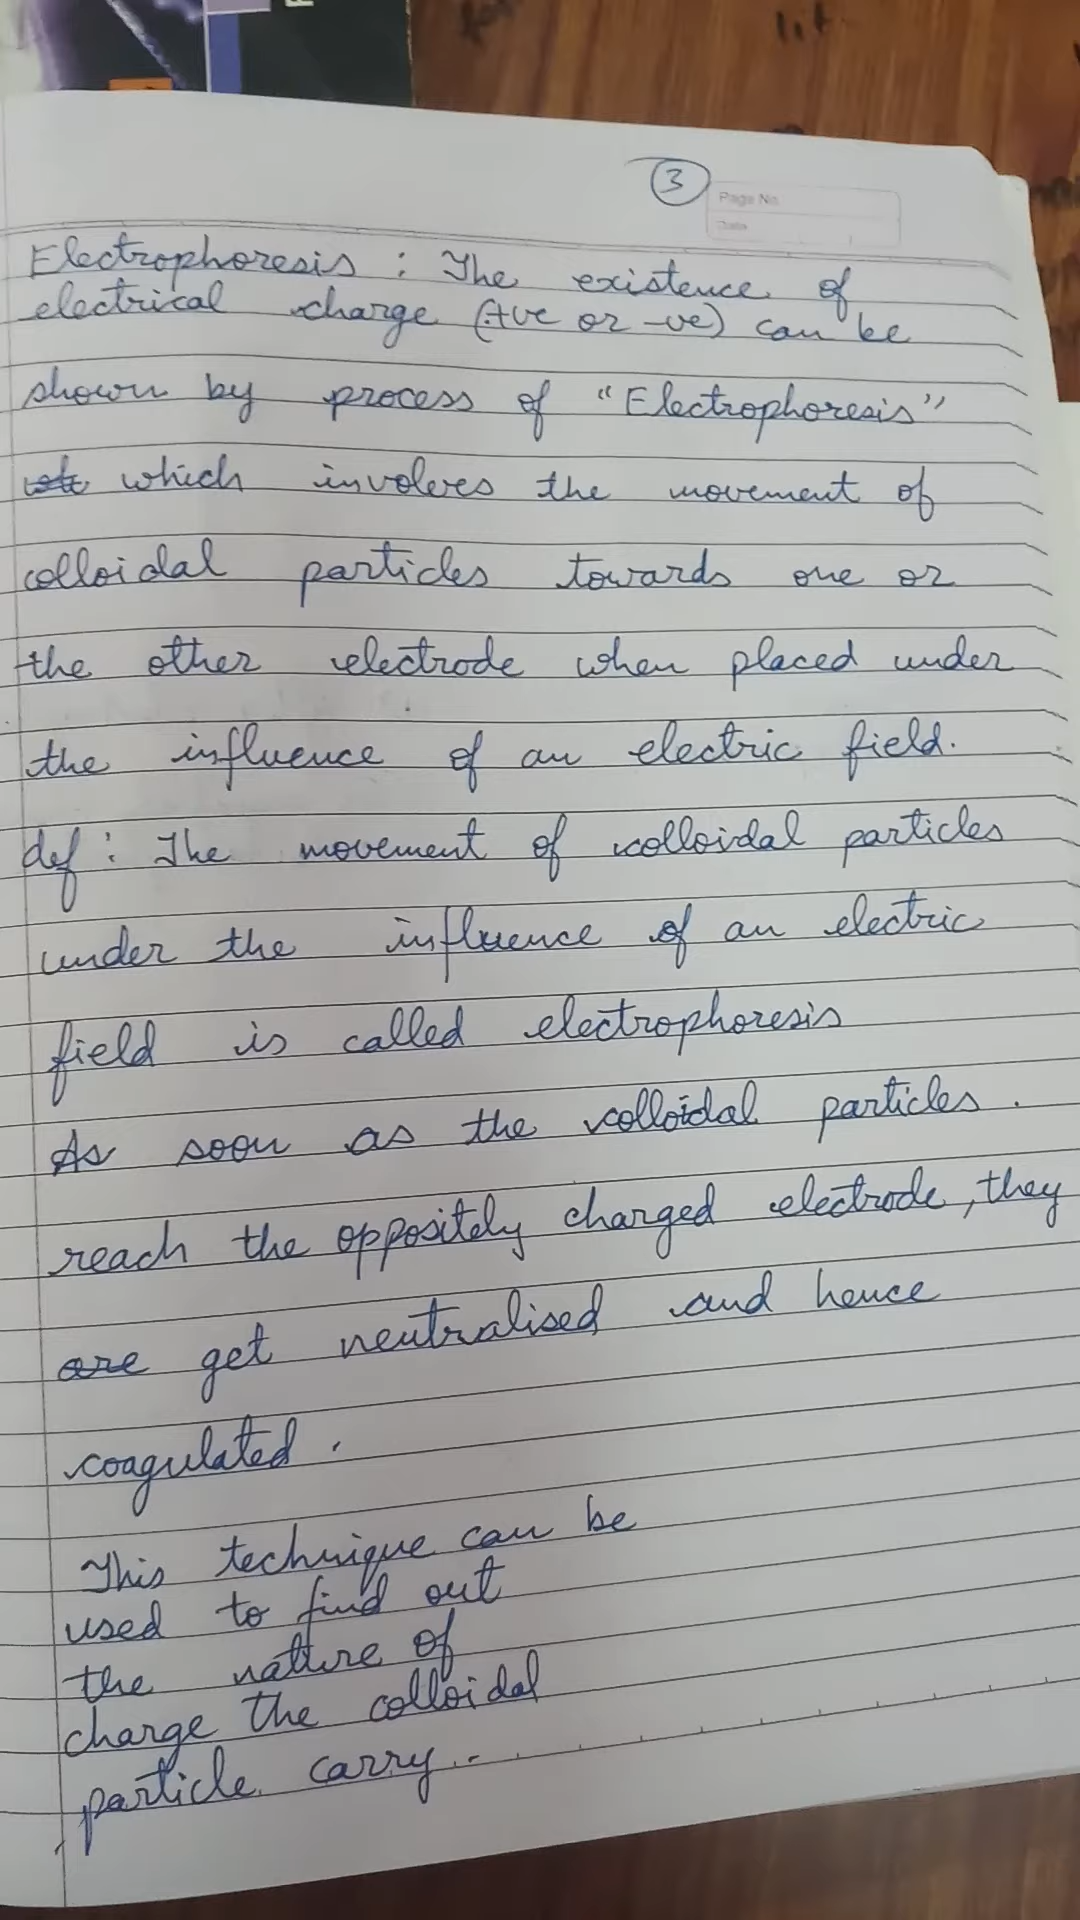 3
Page No.
Date
Electrophoresis : The existence of
electrical charge (+ve or -ve) can be
shown by process of "Electrophoresis"
which involves the movement of
colloidal particles towards one or
the other electrode when placed under
the influence of an electric field.
def : The movement of colloidal particles
under the influence of an electric
field is called electrophoresis
As soon as the colloidal particles.
reach the oppositely charged electrode, they
are get neutralised and hence
coagulated.
This technique can be
used to find out
the nature of
charge the colloidal
particle carry..